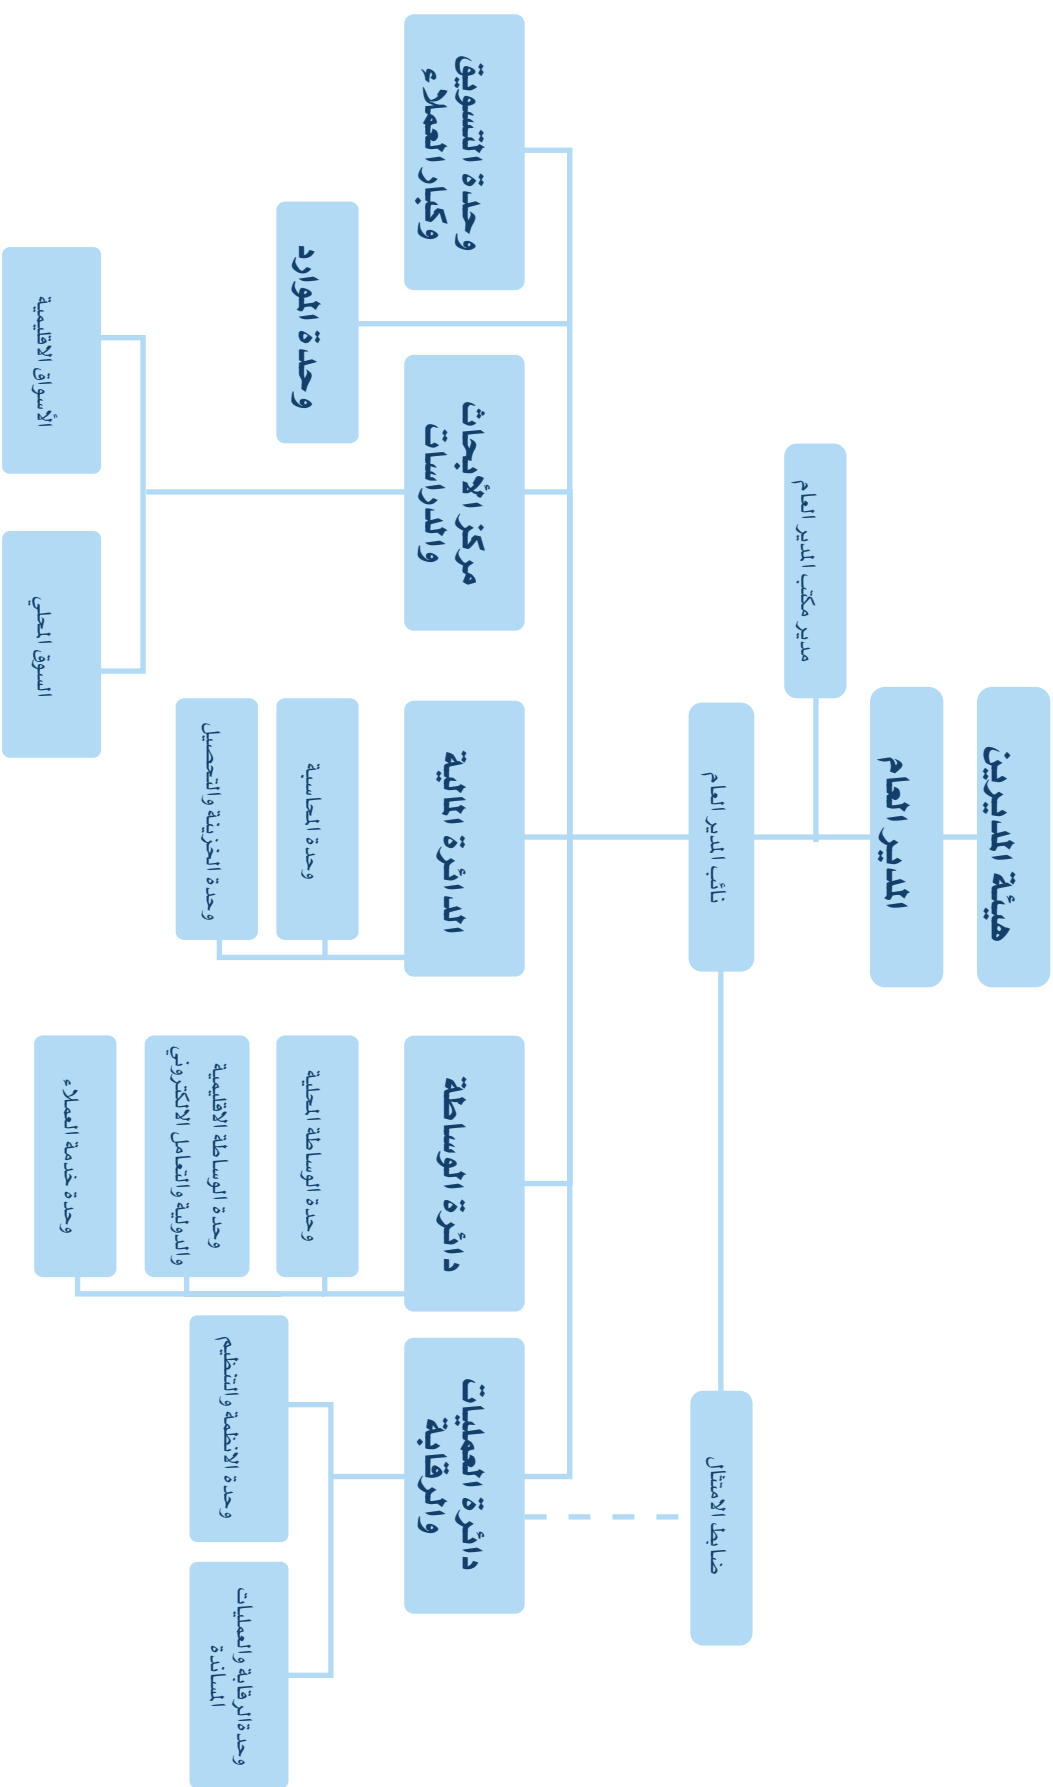 هيئة المديرين
المدير العام
مدير مكتب المدير العام
نائب المدير العام
ضابط الامتثال
دائرة العمليات
والرقابة
دائرة الوساطة
الدائرة المالية
مركز الأبحاث
والدراسات
وحدة الموارد
وحدة التسويق
وكبار العملاء
وحدة الرقابة والعمليات
المساندة
وحدة الانظمة والتنظيم
وحدة الوساطة المحلية
وحدة الوساطة الاقليمية
والدولية والتعامل الالكتروني
وحدة خدمة العملاء
وحدة المحاسبة
وحدة الخزينة والتحصيل
السوق المحلي
الأسواق الاقليمية